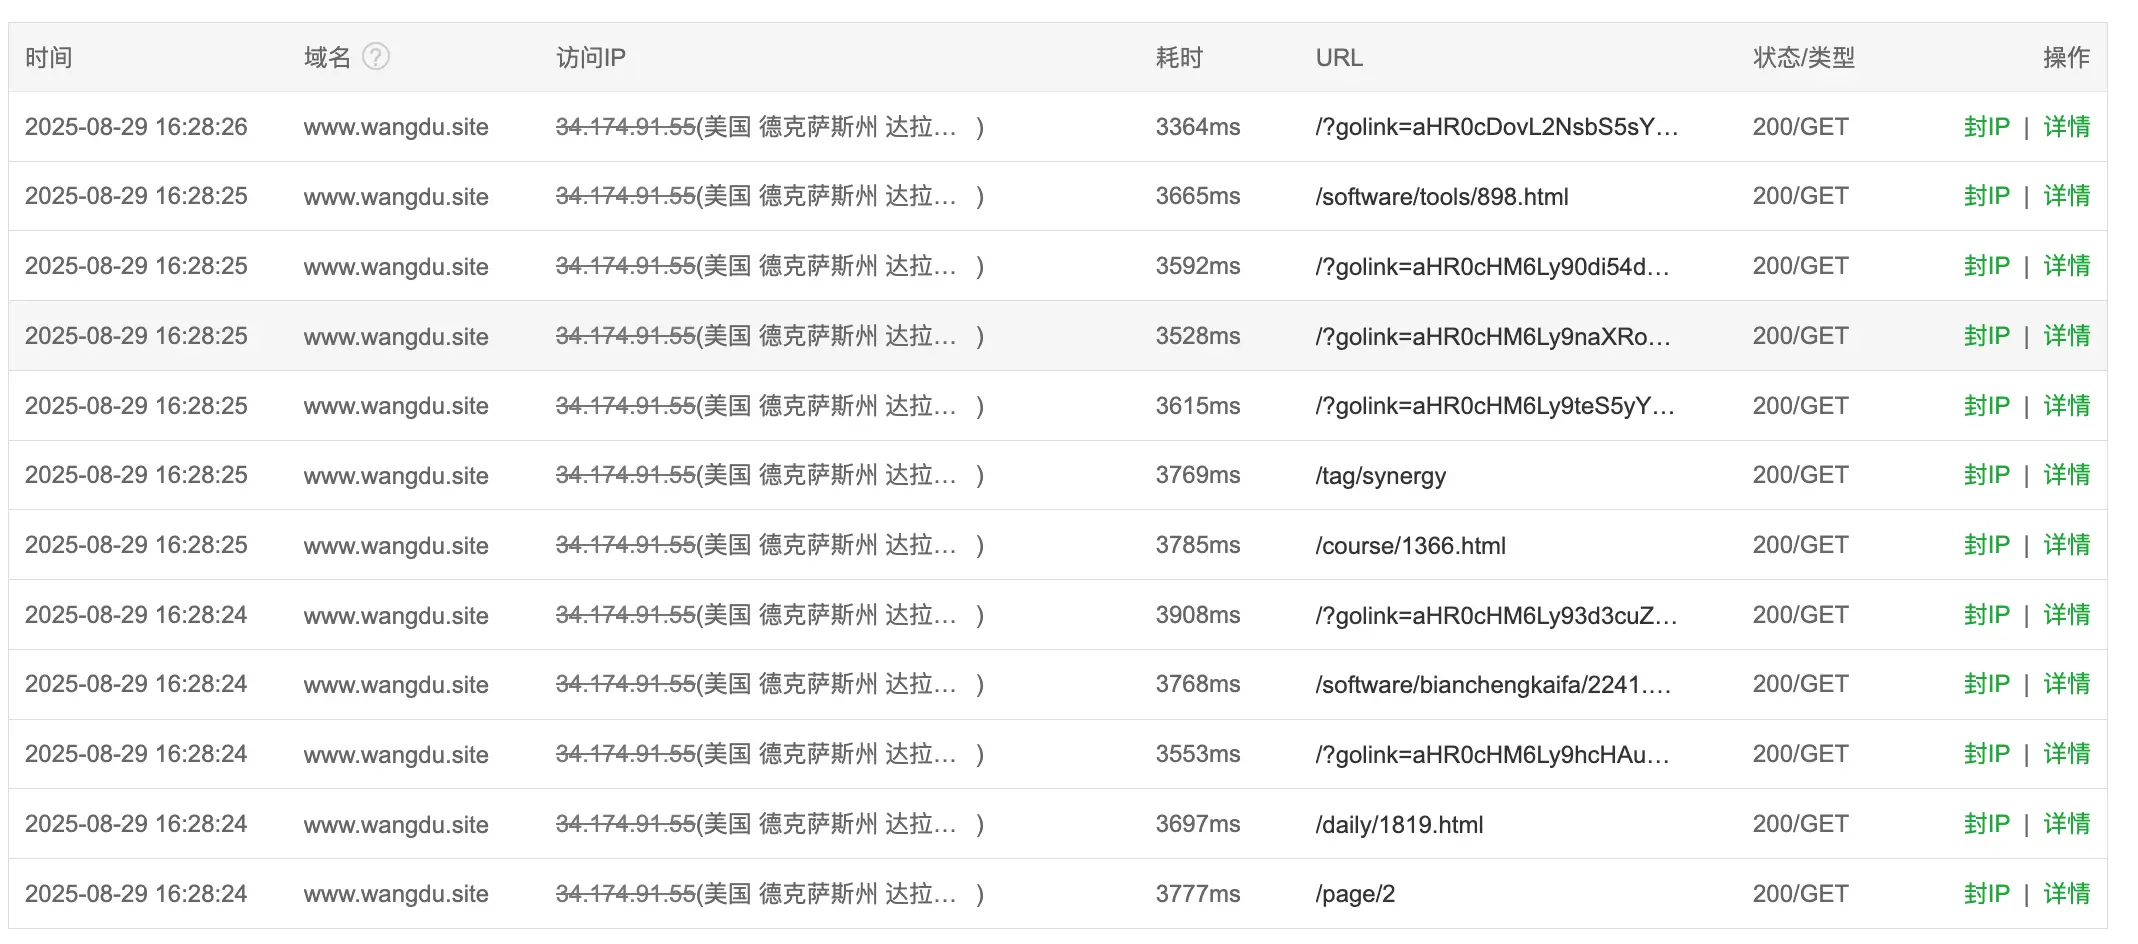 时间 域名 ? 访问IP 耗时 URL 状态/类型 操作
2025-08-29 16:28:26 www.wangdu.site 34.174.91.55(美国 德克萨斯州 达拉… ) 3364ms /?golink=aHR0cDovL2NsbS5sY… 200/GET 封IP | 详情
2025-08-29 16:28:25 www.wangdu.site 34.174.91.55(美国 德克萨斯州 达拉… ) 3665ms /software/tools/898.html 200/GET 封IP | 详情
2025-08-29 16:28:25 www.wangdu.site 34.174.91.55(美国 德克萨斯州 达拉… ) 3592ms /?golink=aHR0cHM6Ly90di54d… 200/GET 封IP | 详情
2025-08-29 16:28:25 www.wangdu.site 34.174.91.55(美国 德克萨斯州 达拉… ) 3528ms /?golink=aHR0cHM6Ly9naXRo… 200/GET 封IP | 详情
2025-08-29 16:28:25 www.wangdu.site 34.174.91.55(美国 德克萨斯州 达拉… ) 3615ms /?golink=aHR0cHM6Ly9teS5yY… 200/GET 封IP | 详情
2025-08-29 16:28:25 www.wangdu.site 34.174.91.55(美国 德克萨斯州 达拉… ) 3769ms /tag/synergy 200/GET 封IP | 详情
2025-08-29 16:28:25 www.wangdu.site 34.174.91.55(美国 德克萨斯州 达拉… ) 3785ms /course/1366.html 200/GET 封IP | 详情
2025-08-29 16:28:24 www.wangdu.site 34.174.91.55(美国 德克萨斯州 达拉… ) 3908ms /?golink=aHR0cHM6Ly93d3cuZ… 200/GET 封IP | 详情
2025-08-29 16:28:24 www.wangdu.site 34.174.91.55(美国 德克萨斯州 达拉… ) 3768ms /software/bianchengkaifa/2241.… 200/GET 封IP | 详情
2025-08-29 16:28:24 www.wangdu.site 34.174.91.55(美国 德克萨斯州 达拉… ) 3553ms /?golink=aHR0cHM6Ly9hcHAu… 200/GET 封IP | 详情
2025-08-29 16:28:24 www.wangdu.site 34.174.91.55(美国 德克萨斯州 达拉… ) 3697ms /daily/1819.html 200/GET 封IP | 详情
2025-08-29 16:28:24 www.wangdu.site 34.174.91.55(美国 德克萨斯州 达拉… ) 3777ms /page/2 200/GET 封IP | 详情